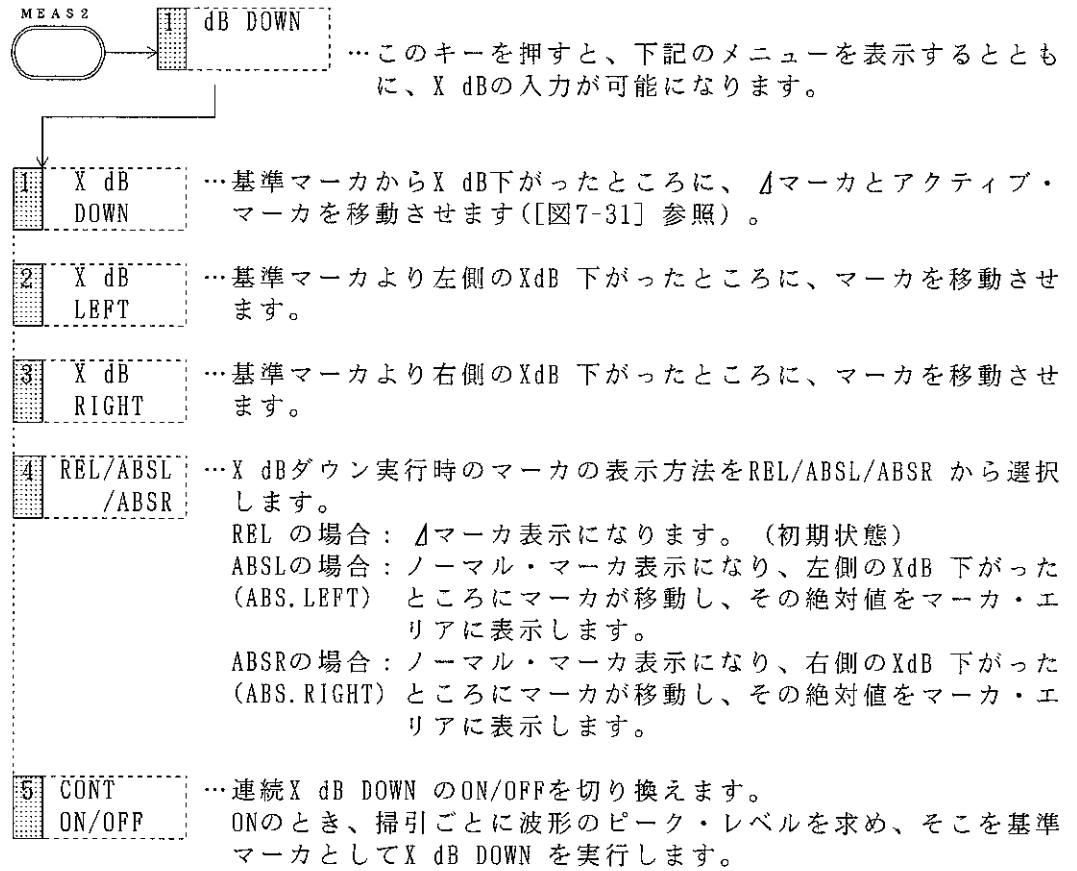 MEAS2
1 dB DOWN
…このキーを押すと、下記のメニューを表示するととも
に、X dBの入力が可能になります。
1 X dB DOWN
…基準マーカからX dB下がったところに、⊿マーカとアクティブ・
マーカを移動させます([図7-31] 参照)。
2 X dB LEFT
…基準マーカより左側のXdB 下がったところに、マーカを移動させ
ます。
3 X dB RIGHT
…基準マーカより右側のXdB 下がったところに、マーカを移動させ
ます。
4 REL/ABSL /ABSR
…X dBダウン実行時のマーカの表示方法をREL/ABSL/ABSR から選択
します。
REL の場合: ⊿マーカ表示になります。(初期状態)
ABSLの場合:ノーマル・マーカ表示になり、左側のXdB 下がった
(ABS.LEFT) ところにマーカが移動し、その絶対値をマーカ・エ
リアに表示します。
ABSRの場合:ノーマル・マーカ表示になり、右側のXdB 下がった
(ABS.RIGHT) ところにマーカが移動し、その絶対値をマーカ・エ
リアに表示します。
5 CONT ON/OFF
…連続X dB DOWN のON/OFFを切り換えます。
ONのとき、掃引ごとに波形のピーク・レベルを求め、そこを基準
マーカとしてX dB DOWN を実行します。